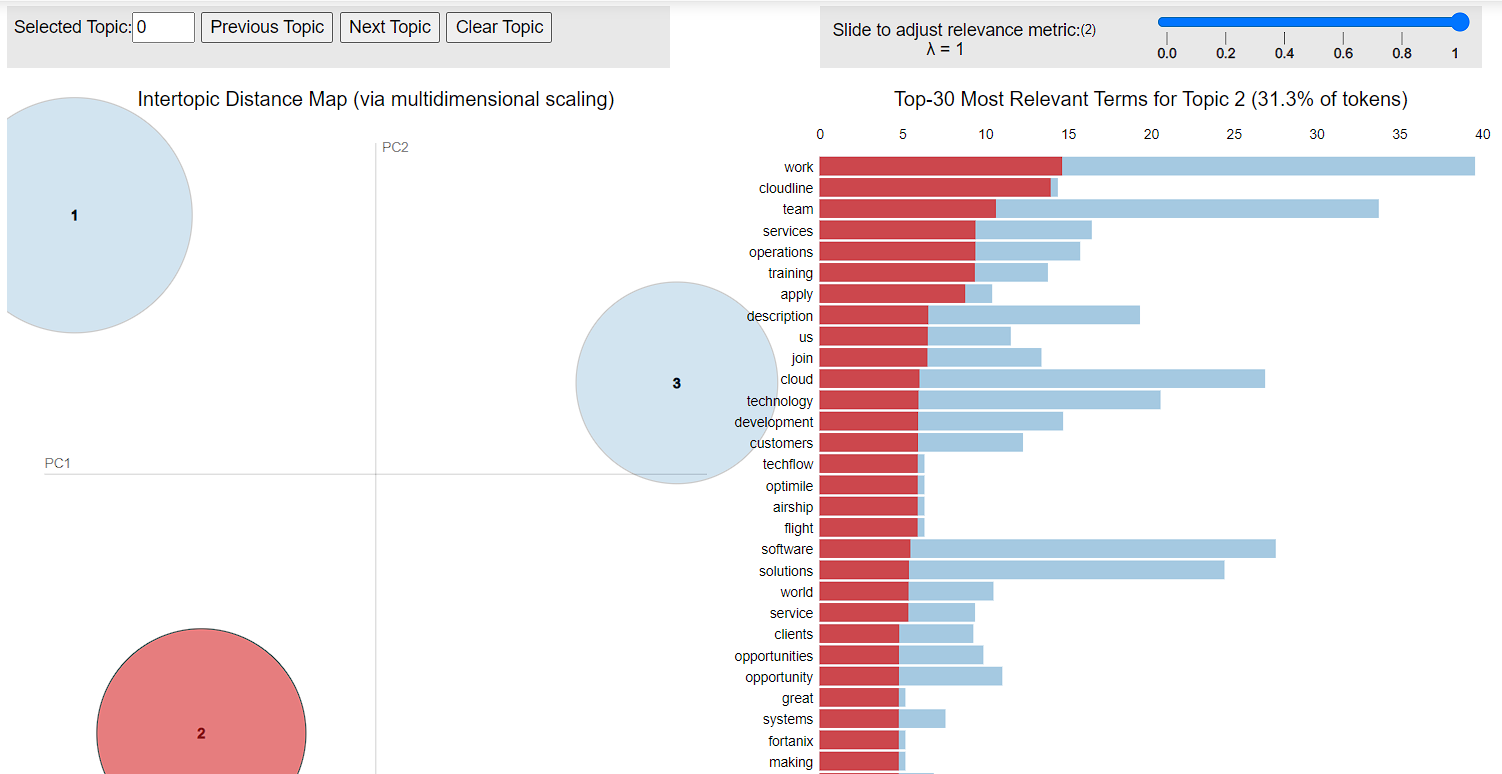 Selected Topic: 0 Previous Topic Next Topic Clear Topic
Slide to adjust relevance metric:(2)
λ = 1
0.0 0.2 0.4 0.6 0.8 1
Intertopic Distance Map (via multidimensional scaling)
PC2
PC1
1
3
2
Top-30 Most Relevant Terms for Topic 2 (31.3% of tokens)
0 5 10 15 20 25 30 35 40
work
cloudline
team
services
operations
training
apply
description
us
join
cloud
technology
development
customers
techflow
optimile
airship
flight
software
solutions
world
service
clients
opportunities
opportunity
great
systems
fortanix
making